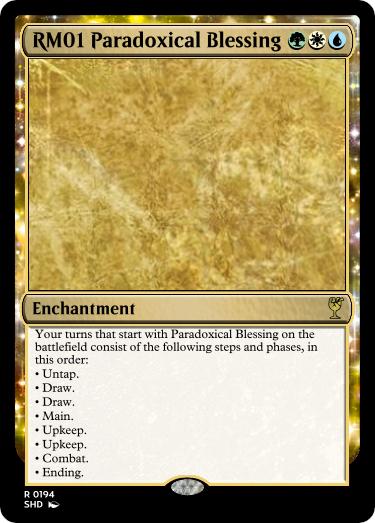 RM01 Paradoxical Blessing
Enchantment
Your turns that start with Paradoxical Blessing on the
battlefield consist of the following steps and phases, in
this order:
• Untap.
• Draw.
• Draw.
• Main.
• Upkeep.
• Upkeep.
• Combat.
• Ending.
R 0194
SHD